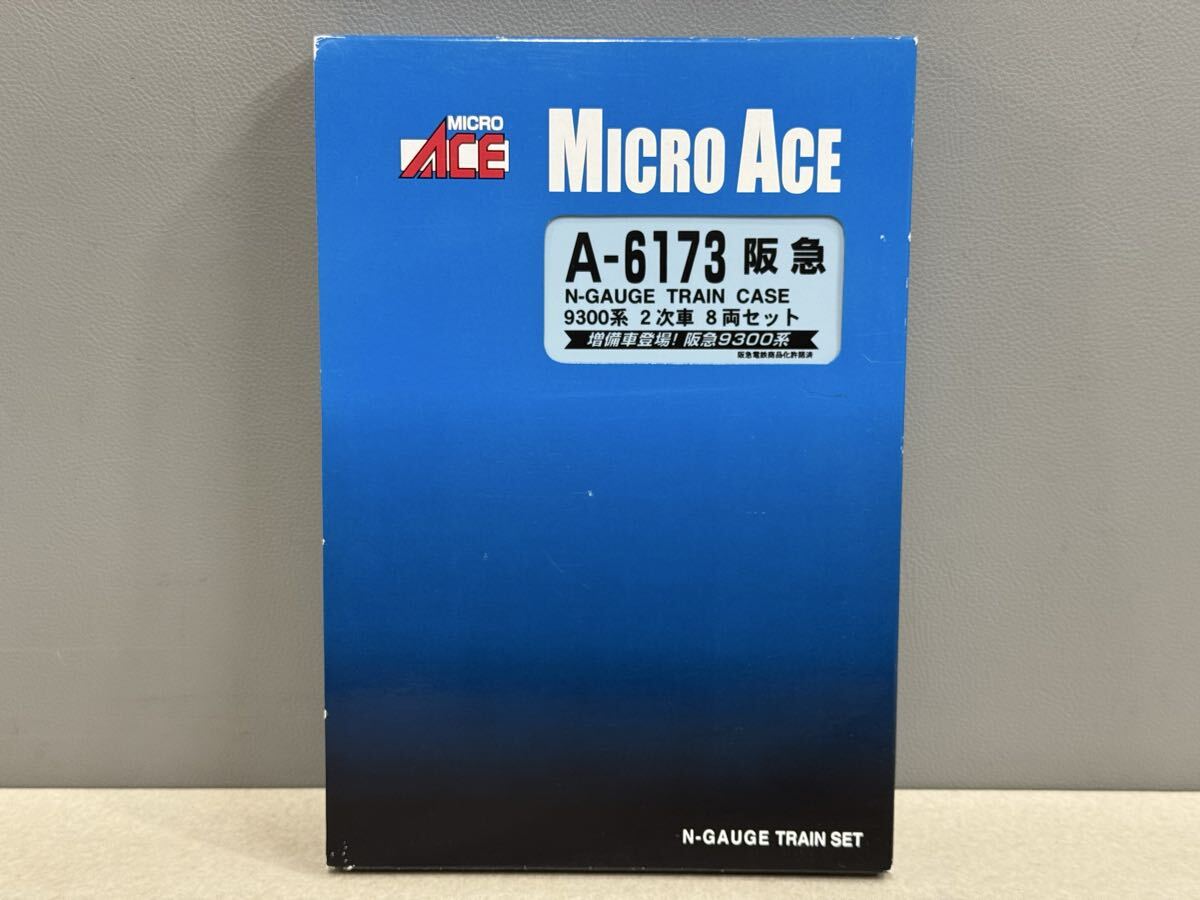 MICRO
ACE
MICRO ACE
A-6173 阪急
N-GAUGE TRAIN CASE
9300系 2次車 8両セット
増備車登場! 阪急9300系
阪急電鉄商品化許諾済
N-GAUGE TRAIN SET